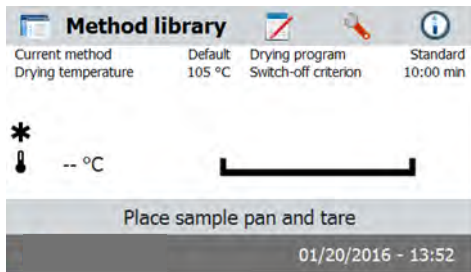 Method library
Current method Default Drying program Standard
Drying temperature 105 °C Switch-off criterion 10:00 min
-- °C
Place sample pan and tare
01/20/2016 - 13:52